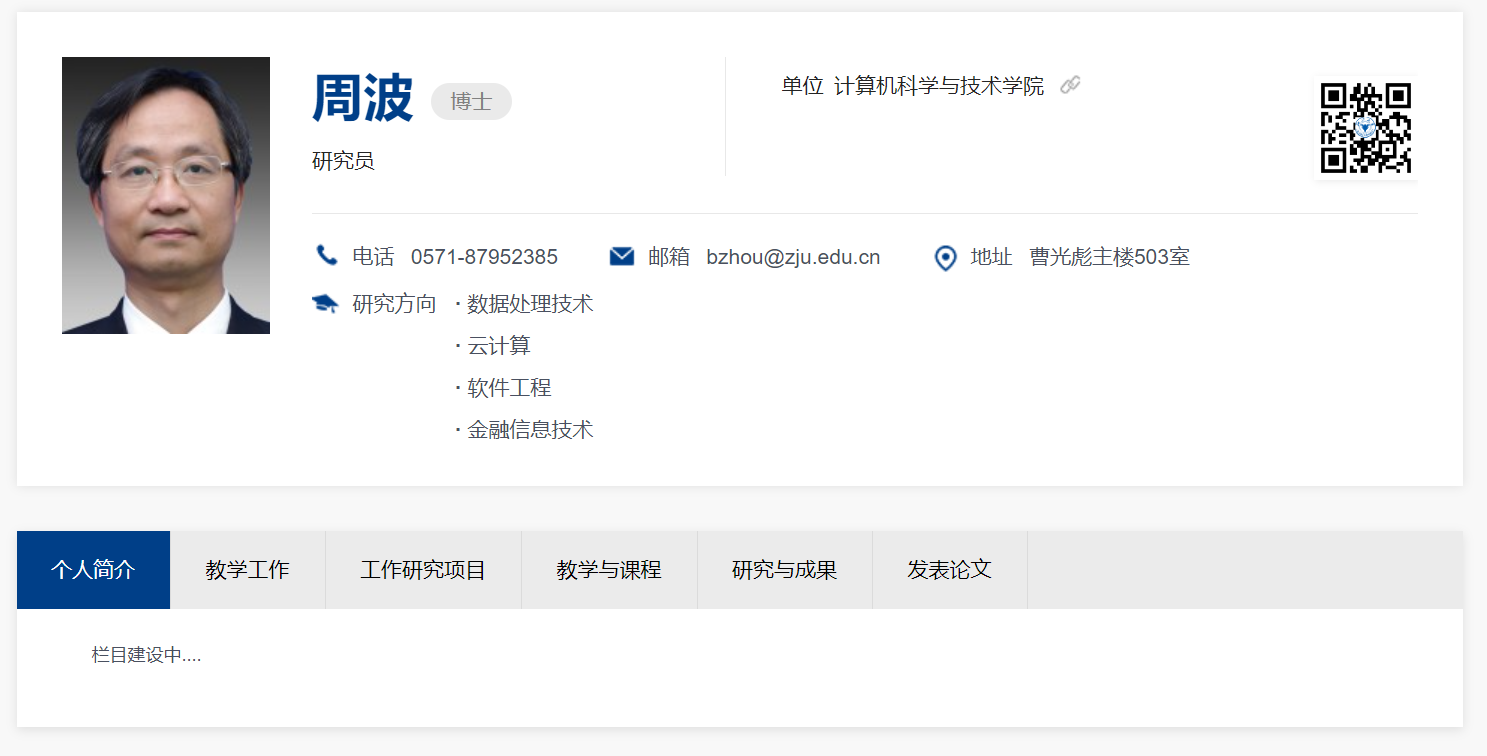 周波 博士
研究员
单位 计算机科学与技术学院
电话 0571-87952385 邮箱 bzhou@zju.edu.cn 地址 曹光彪主楼503室
研究方向 · 数据处理技术
· 云计算
· 软件工程
· 金融信息技术
个人简介 教学工作 工作研究项目 教学与课程 研究与成果 发表论文
栏目建设中....